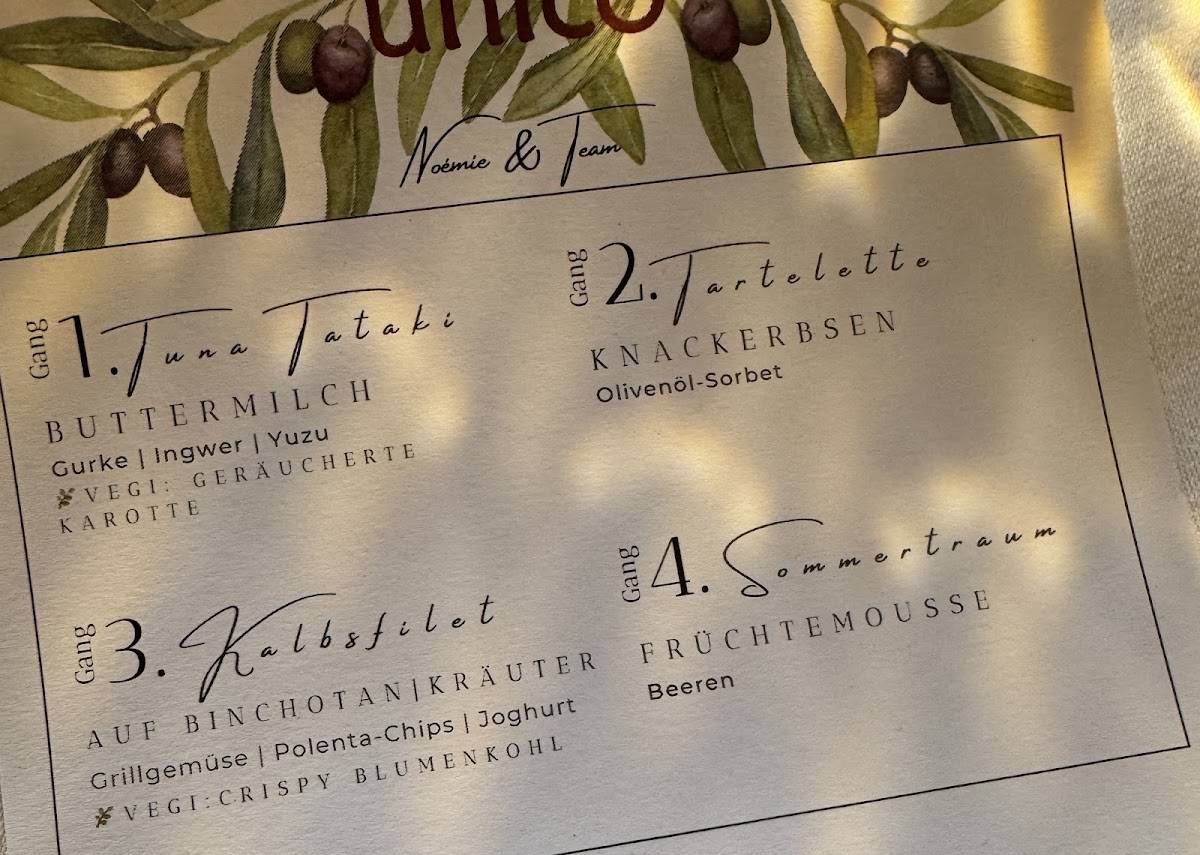 unico
Noémie & Team
Gang 1. Tuna Tataki
BUTTERMILCH
Gurke | Ingwer | Yuzu
VEGI: GERÄUCHERTE
KAROTTE
Gang 2. Tartelette
KNACKERBSEN
Olivenöl-Sorbet
Gang 3. Kalbsfilet
AUF BINCHOTAN|KRÄUTER
Grillgemüse | Polenta-Chips | Joghurt
VEGI:CRISPY BLUMENKOHL
Gang 4. Sommertraum
FRÜCHTEMOUSSE
Beeren